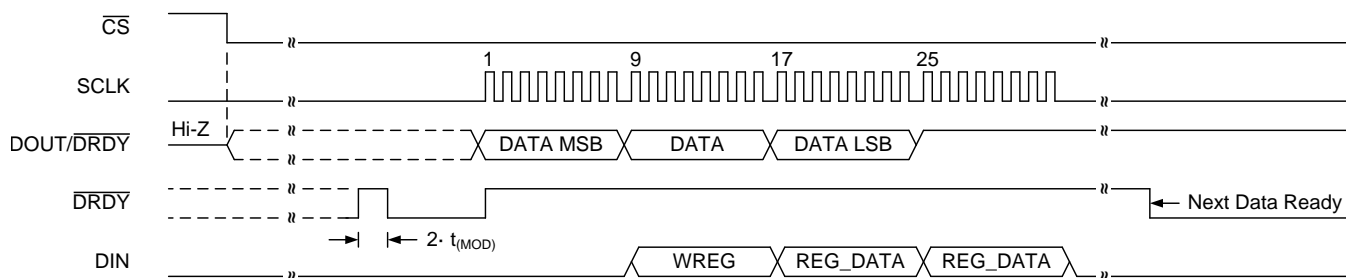 CS
1 9 17 25
SCLK
Hi-Z
DOUT/DRDY DATA MSB DATA DATA LSB
DRDY Next Data Ready
2· t(MOD)
DIN WREG REG_DATA REG_DATA